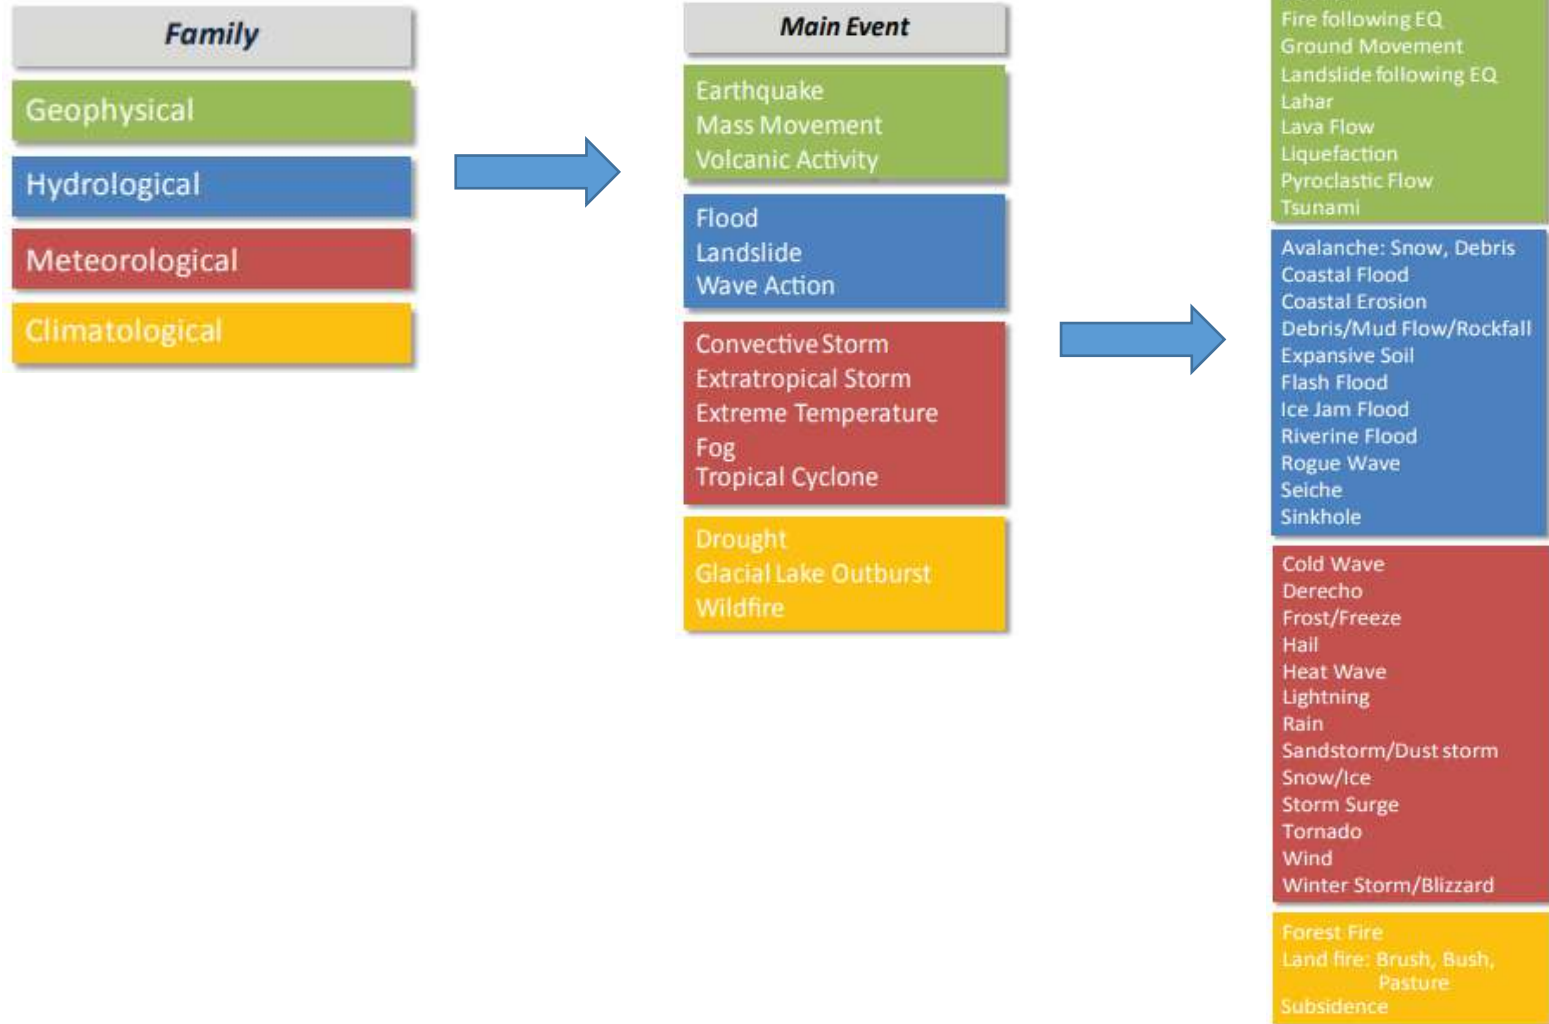 Family
Geophysical
Hydrological
Meteorological
Climatological
Main Event
Earthquake
Mass Movement
Volcanic Activity
Flood
Landslide
Wave Action
Convective Storm
Extratropical Storm
Extreme Temperature
Fog
Tropical Cyclone
Drought
Glacial Lake Outburst
Wildfire
Fire following EQ
Ground Movement
Landslide following EQ
Lahar
Lava Flow
Liquefaction
Pyroclastic Flow
Tsunami
Avalanche: Snow, Debris
Coastal Flood
Coastal Erosion
Debris/Mud Flow/Rockfall
Expansive Soil
Flash Flood
Ice Jam Flood
Riverine Flood
Rogue Wave
Seiche
Sinkhole
Cold Wave
Derecho
Frost/Freeze
Hail
Heat Wave
Lightning
Rain
Sandstorm/Dust storm
Snow/Ice
Storm Surge
Tornado
Wind
Winter Storm/Blizzard
Forest Fire
Land fire: Brush, Bush,
Pasture
Subsidence